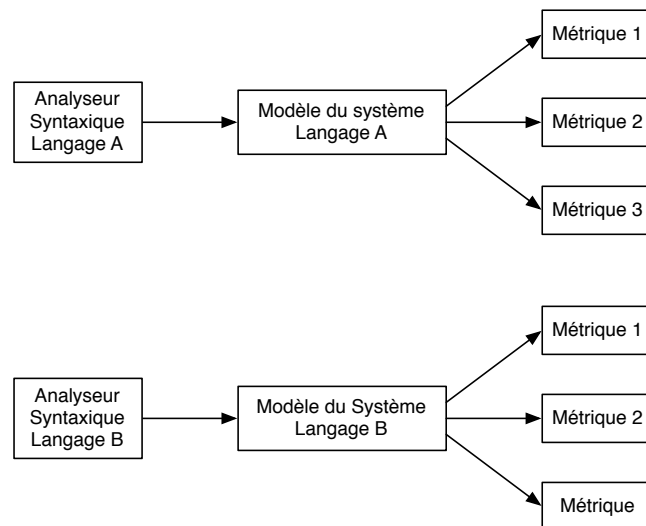 Métrique 1
Analyseur
Syntaxique
Langage A
Modèle du système
Langage A
Métrique 2
Métrique 3
Métrique 1
Analyseur
Syntaxique
Langage B
Modèle du Système
Langage B
Métrique 2
Métrique